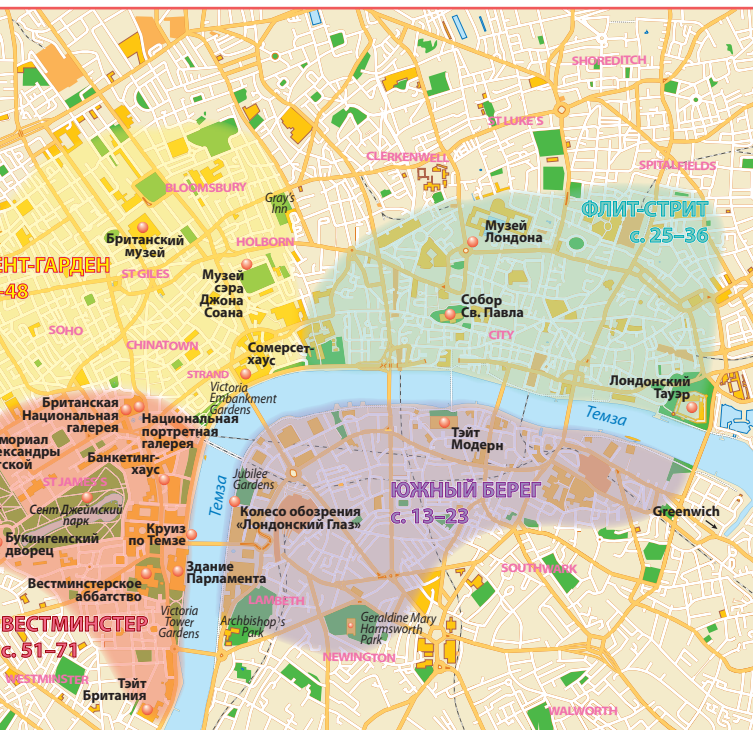 SHOREDITCH
ST LUKE'S
CLERKENWELL
SPITALFIELDS
BLOOMSBURY
Gray's
Inn
ФЛИТ-СТРИТ
с. 25–36
Британский
музей
HOLBORN
Музей
Лондона
ЕНТ-ГАРДЕН
–48
ST GILES
Музей
сэра
Джона
Соана
Собор
Св. Павла
SOHO
CHINATOWN
CITY
Сомерсет-
хаус
STRAND
Victoria
Embankment
Gardens
Лондонский
Тауэр
Британская
Национальная
галерея
Национальная
портретная
галерея
Темза
Тэйт
Модерн
мориал
ександры
тской
Банкетинг-
хаус
ST JAMES'S
Jubilee
Gardens
Темза
ЮЖНЫЙ БЕРЕГ
с. 13–23
Сент Джеймсский
парк
Колесо обозрения
«Лондонский Глаз»
Greenwich
Букингемский
дворец
Круиз
по Темзе
Здание
Парламента
SOUTHWARK
Вестминстерское
аббатство
LAMBETH
Victoria
Tower
Gardens
Archbishop's
Park
Geraldine Mary
Harmsworth
Park
ВЕСТМИНСТЕР
с. 51–71
NEWINGTON
WESTMINSTER
Тэйт
Британия
WALWORTH